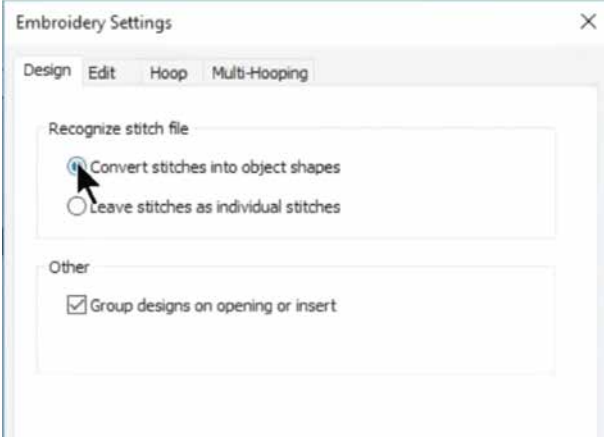 Embroidery Settings
Design Edit Hoop Multi-Hooping
Recognize stitch file
Convert stitches into object shapes
Leave stitches as individual stitches
Other
Group designs on opening or insert